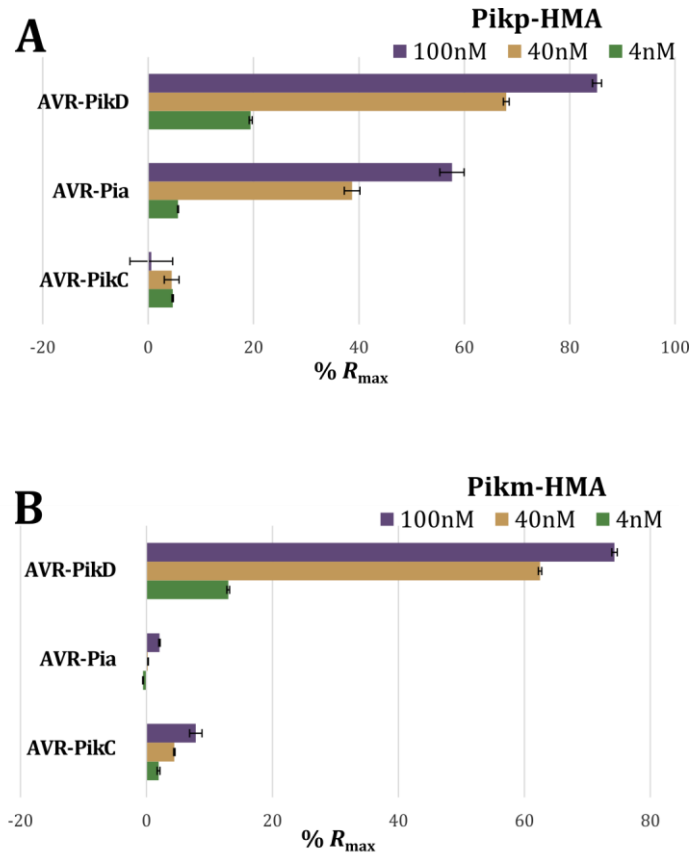 A
Pikp-HMA
100nM 40nM 4nM
AVR-PikD
AVR-Pia
AVR-PikC
-20 0 20 40 60 80 100
% Rmax
B
Pikm-HMA
100nM 40nM 4nM
AVR-PikD
AVR-Pia
AVR-PikC
-20 0 20 40 60 80
% Rmax